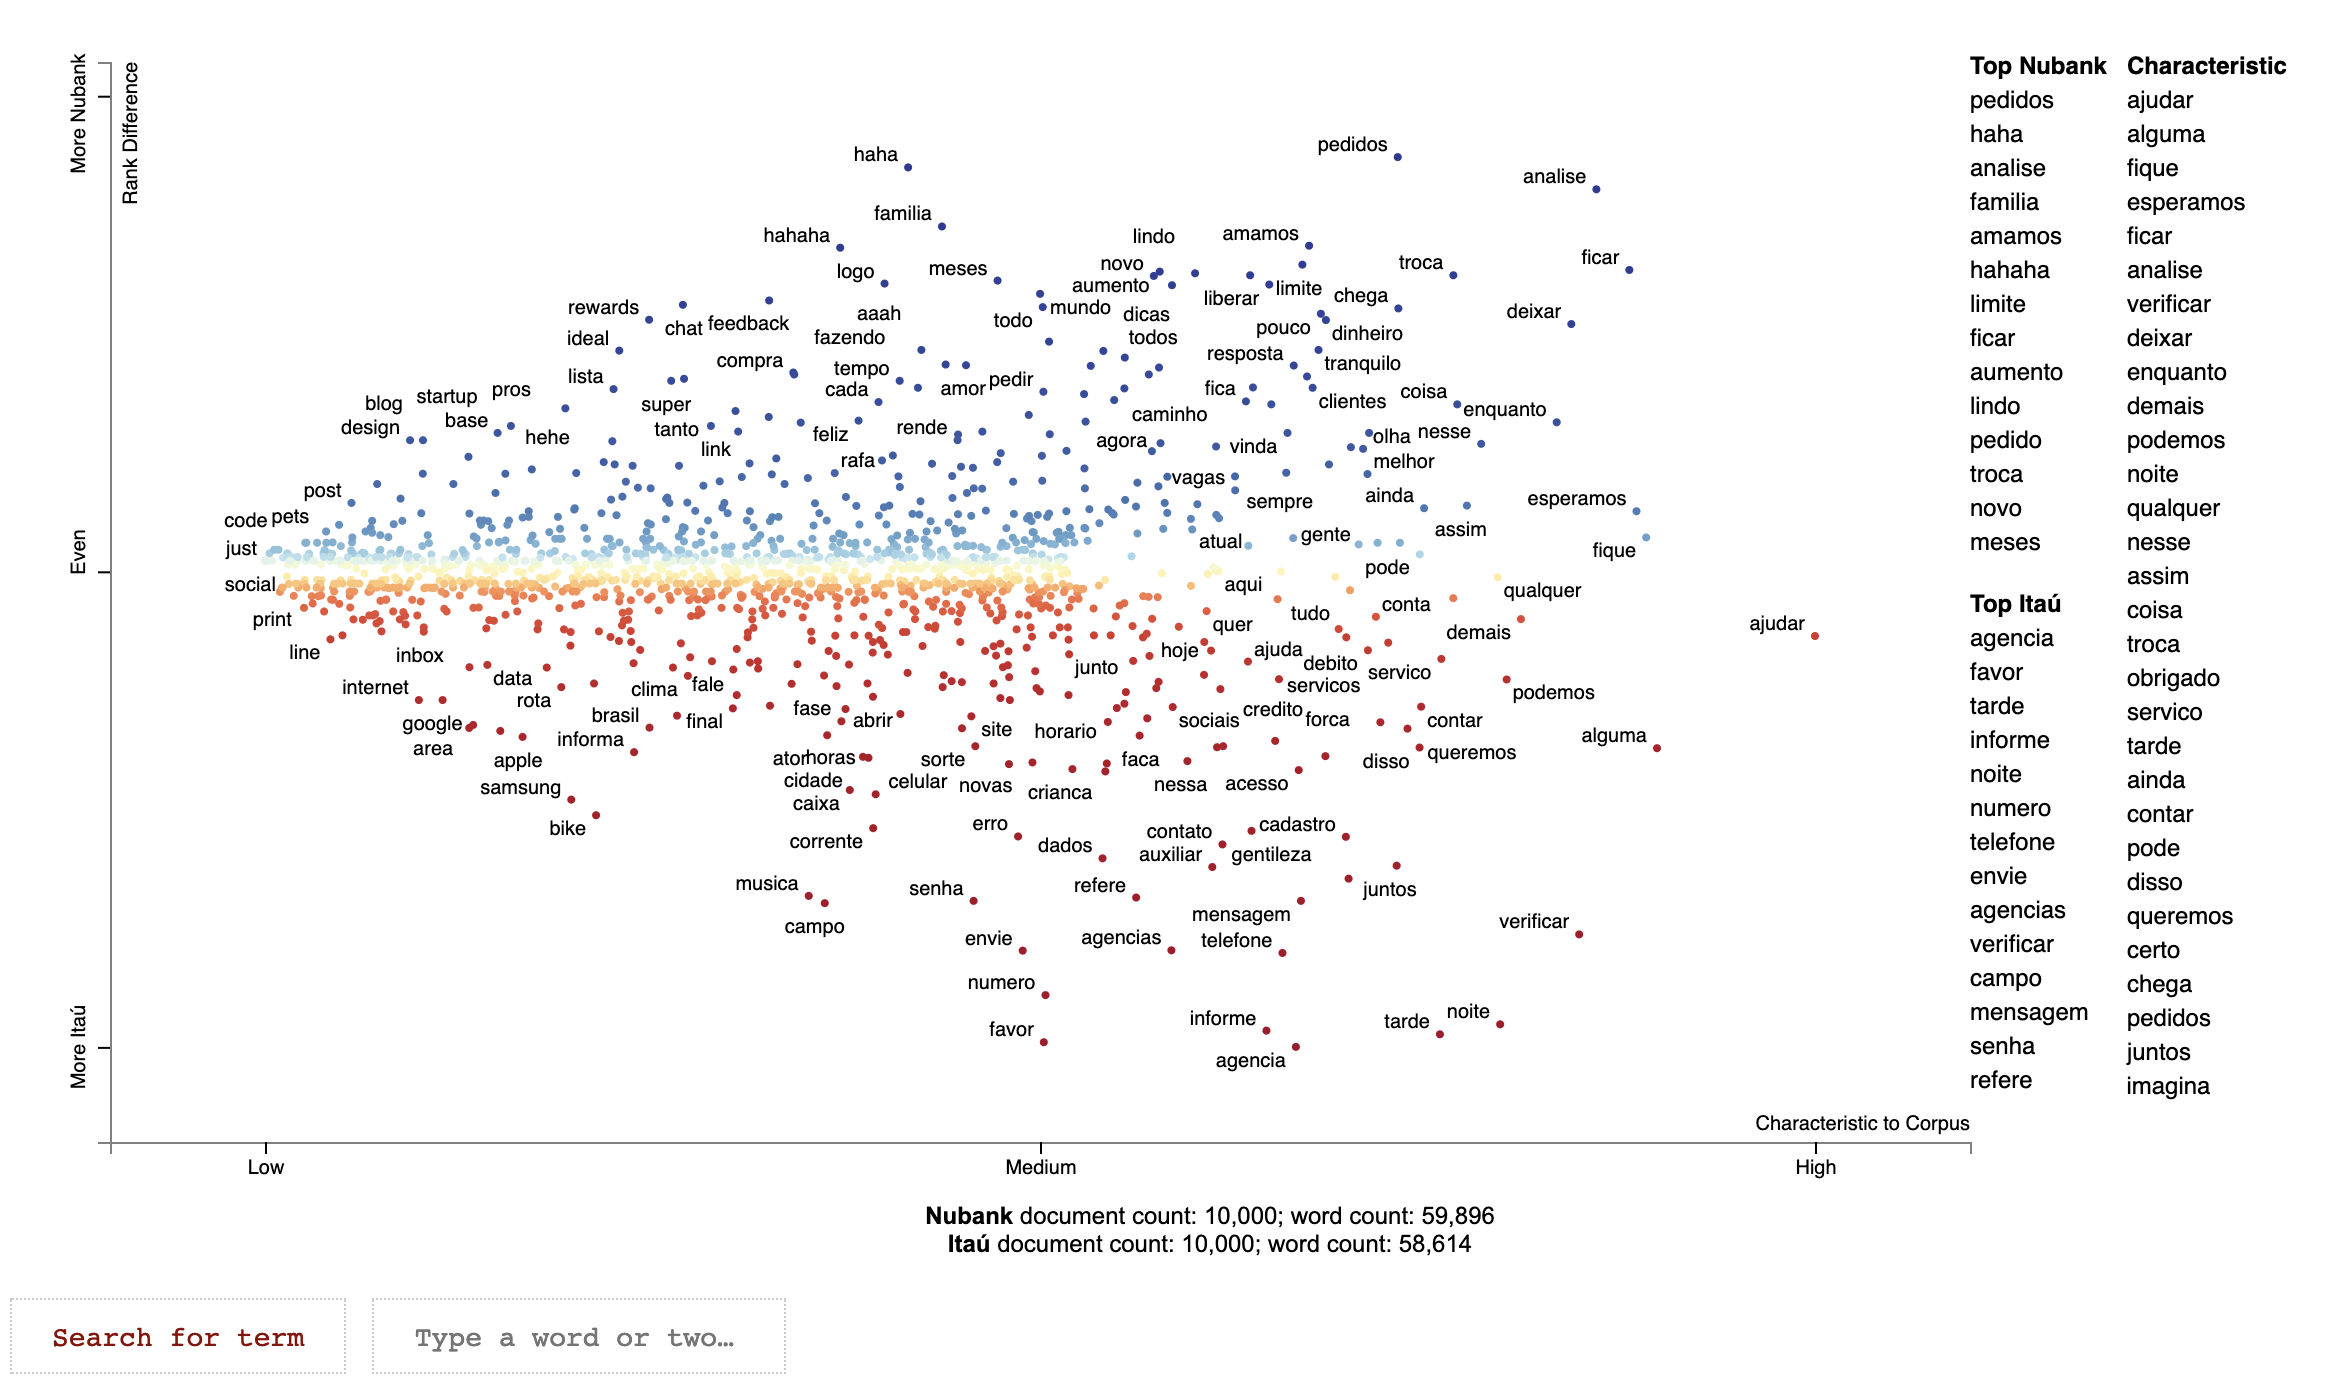 More Nubank
Rank Difference
Even
More Itaú
haha
pedidos
analise
familia
hahaha
lindo
amamos
logo
meses
novo
aumento
troca
ficar
rewards
chat
feedback
aaah
todo
mundo
dicas
liberar
limite
chega
deixar
ideal
fazendo
todos
pouco
dinheiro
compra
tempo
resposta
tranquilo
lista
cada
amor
pedir
fica
clientes
coisa
enquanto
blog
startup
pros
super
caminho
design
base
hehe
tanto
link
feliz
rende
agora
vinda
olha
nesse
rafa
melhor
post
vagas
sempre
ainda
esperamos
code
pets
just
atual
gente
assim
fique
pode
social
aqui
qualquer
print
quer
tudo
conta
demais
ajudar
line
inbox
junto
hoje
ajuda
debito
servico
internet
data
rota
clima
fale
servicos
podemos
google
brasil
final
fase
abrir
site
horario
sociais
credito
forca
contar
area
informa
alguma
apple
ator
horas
sorte
faca
disso
queremos
samsung
cidade
celular
novas
crianca
nessa
acesso
caixa
bike
corrente
erro
dados
contato
cadastro
auxiliar
gentileza
musica
senha
refere
juntos
campo
mensagem
verificar
envie
agencias
telefone
numero
favor
informe
tarde
noite
agencia
Characteristic to Corpus
Low
Medium
High
Top Nubank
pedidos
haha
analise
familia
amamos
hahaha
limite
ficar
aumento
lindo
pedido
troca
novo
meses
Top Itaú
agencia
favor
tarde
informe
noite
numero
telefone
envie
agencias
verificar
campo
mensagem
senha
refere
Characteristic
ajudar
alguma
fique
esperamos
ficar
analise
verificar
deixar
enquanto
demais
podemos
noite
qualquer
nesse
assim
coisa
troca
obrigado
servico
tarde
ainda
contar
pode
disso
queremos
certo
chega
pedidos
juntos
imagina
Nubank document count: 10,000; word count: 59,896
Itaú document count: 10,000; word count: 58,614
Search for term
Type a word or two…